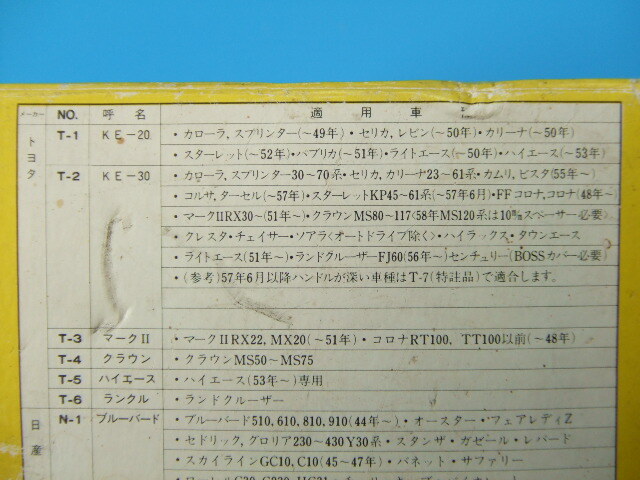 メーカー NO. 呼名 適用車種
トヨタ T-1 KE-20 ・カローラ,スプリンター(〜49年)・セリカ,レビン(〜50年)・カリーナ(〜50年)
・スターレット(〜52年)・パブリカ(〜51年)・ライトエース(〜50年)・ハイエース(〜53年)
T-2 KE-30 ・カローラ,スプリンター30〜70系・セリカ,カリーナ23〜61系・カムリ,ビスタ(55年〜)
・コルサ,ターセル(〜57年)・スターレットKP45〜61系(〜57年6月)・FFコロナ,コロナ(48年〜)
・マークIIRX30〜(51年〜)・クラウンMS80〜117<58年MS120系は10㎜スペーサー必要>
・クレスタ・チェイサー・ソアラ<オートドライブ除く>・ハイラックス・タウンエース
・ライトエース(51年〜)・ランドクルーザーFJ60(56年〜)センチュリー(BOSSカバー必要)
・(参考)57年6月以降ハンドルが深い車種はT-7(特註品)で適合します。
T-3 マークII ・マークIIRX22, MX20(〜51年)・コロナRT100, TT100以前(〜48年)
T-4 クラウン ・クラウンMS50〜MS75
T-5 ハイエース ・ハイエース(53年〜)専用
T-6 ランクル ・ランドクルーザー
日産 N-1 ブルーバード ・ブルーバード510,610,810,910(44年〜)・オースター・フェアレディZ
・セドリック,グロリア230〜430Y30系・スタンザ・ガゼール・レパード
・スカイラインGC10,C10(45〜47年)・バネット・サファリー